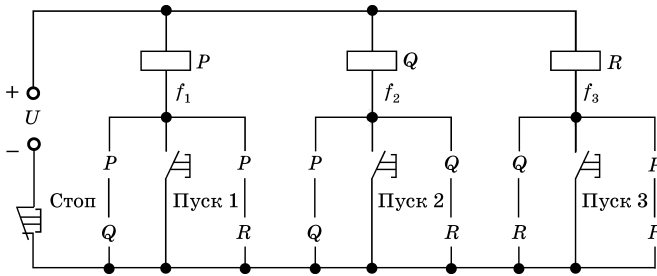 P Q R
+ f₁ f₂ f₃
U
−
P P P Q Q
Стоп Пуск 1 Пуск 2 Пуск 3
Q R Q R R